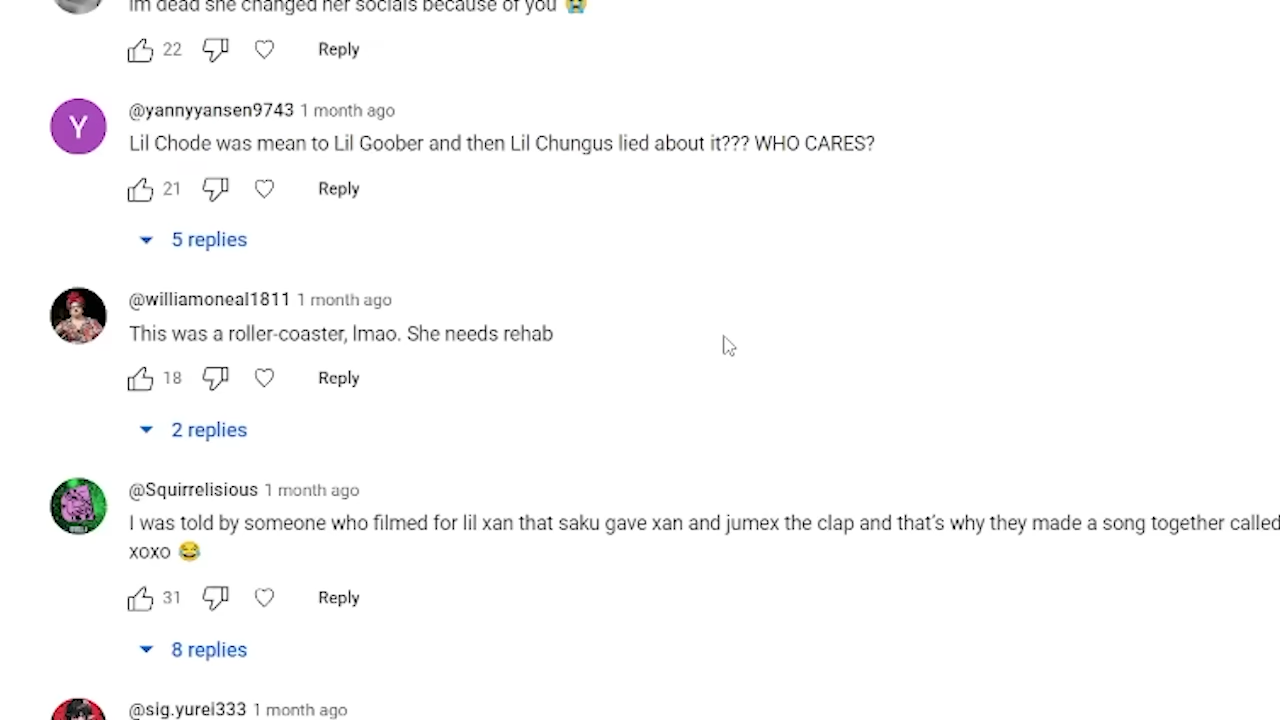 im dead she changed her socials because of you 😭
22 Reply
Y
@yannyyansen9743 1 month ago
Lil Chode was mean to Lil Goober and then Lil Chungus lied about it??? WHO CARES?
21 Reply
5 replies
@williamoneal1811 1 month ago
This was a roller-coaster, lmao. She needs rehab
18 Reply
2 replies
@Squirrelisious 1 month ago
I was told by someone who filmed for lil xan that saku gave xan and jumex the clap and that's why they made a song together called
xoxo 😂
31 Reply
8 replies
@sig.yurei333 1 month ago